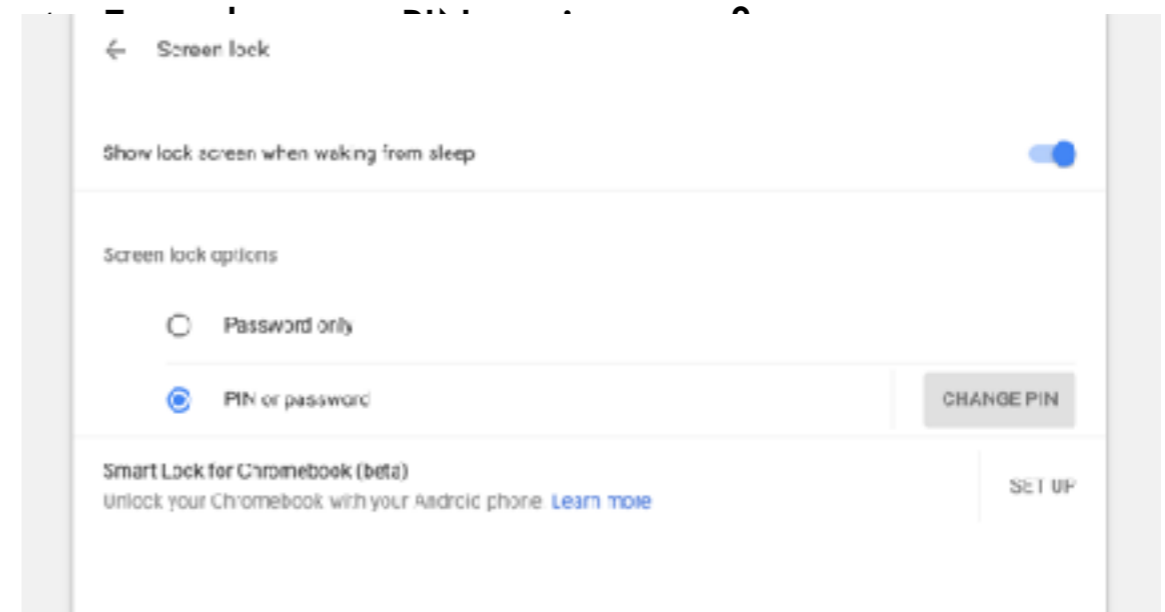 Screen lock
Show lock screen when waking from sleep
Screen lock options
Password only
PIN or password
CHANGE PIN
Smart Lock for Chromebook (beta)
SET UP
Unlock your Chromebook with your Android phone. Learn more